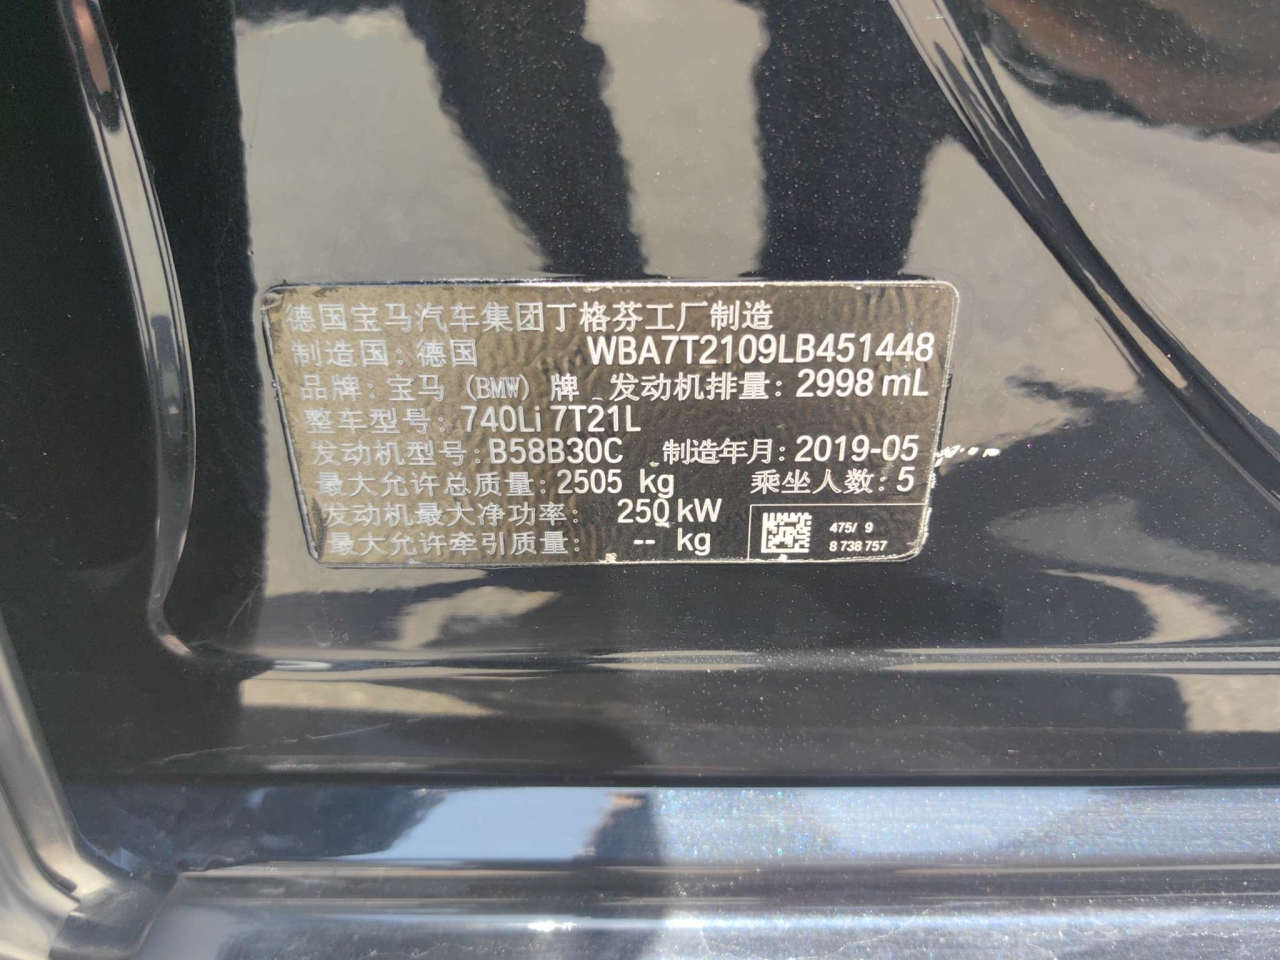 德国宝马汽车集团丁格芬工厂制造
制造国：德国 WBA7T2109LB451448
品牌：宝马（BMW）牌 发动机排量：2998 mL
整车型号：740Li 7T21L
发动机型号：B58B30C 制造年月：2019-05
最大允许总质量：2505 kg 乘坐人数：5
发动机最大净功率： 250 kW
最大允许牵引质量： -- kg
475/ 9
8 738 757